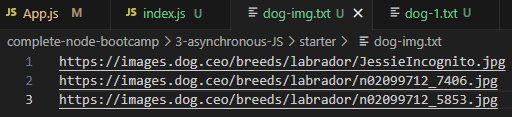 JS App.js M JS index.js U dog-img.txt U × dog-1.txt U
complete-node-bootcamp > 3-asynchronous-JS > starter > dog-img.txt
1 https://images.dog.ceo/breeds/labrador/JessieIncognito.jpg
2 https://images.dog.ceo/breeds/labrador/n02099712_7406.jpg
3 https://images.dog.ceo/breeds/labrador/n02099712_5853.jpg